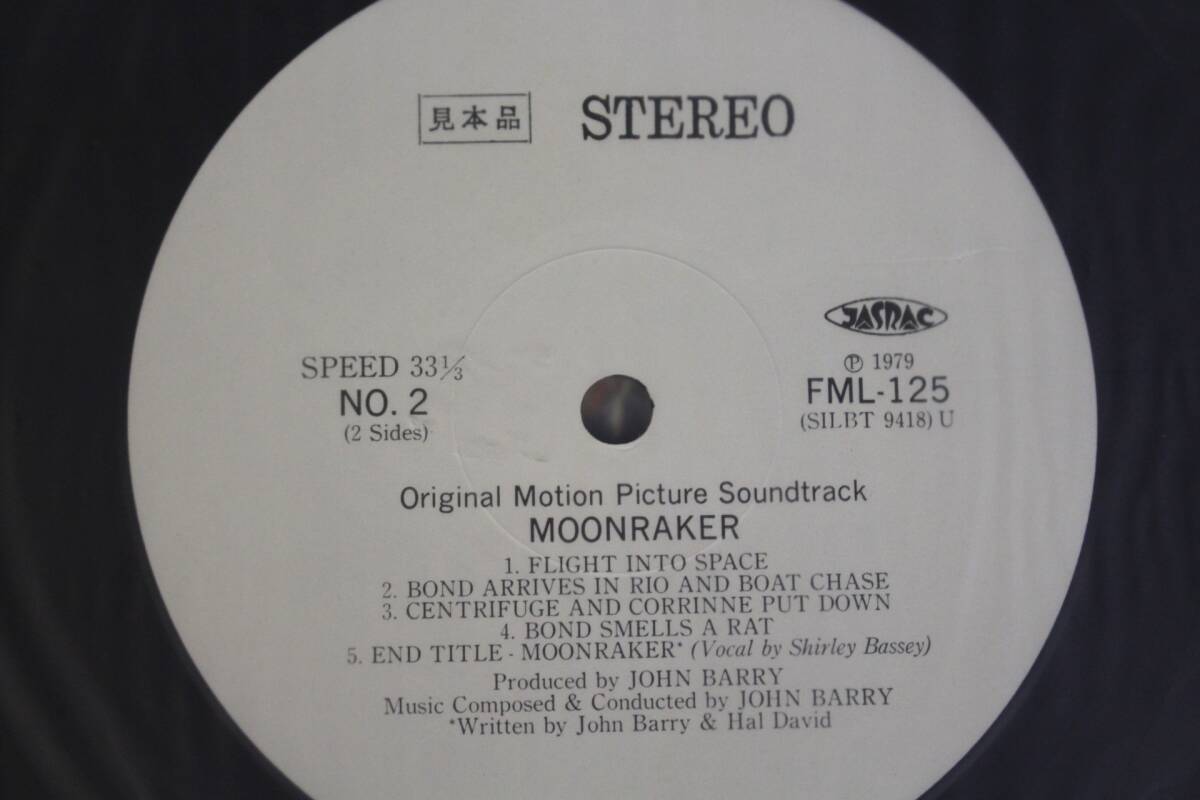 見本品 STEREO
JASRAC
SPEED 33⅓
℗ 1979
NO. 2
FML-125
(2 Sides)
(SILBT 9418) U
Original Motion Picture Soundtrack
MOONRAKER
1. FLIGHT INTO SPACE
2. BOND ARRIVES IN RIO AND BOAT CHASE
3. CENTRIFUGE AND CORRINNE PUT DOWN
4. BOND SMELLS A RAT
5. END TITLE - MOONRAKER* (Vocal by Shirley Bassey)
Produced by JOHN BARRY
Music Composed & Conducted by JOHN BARRY
*Written by John Barry & Hal David